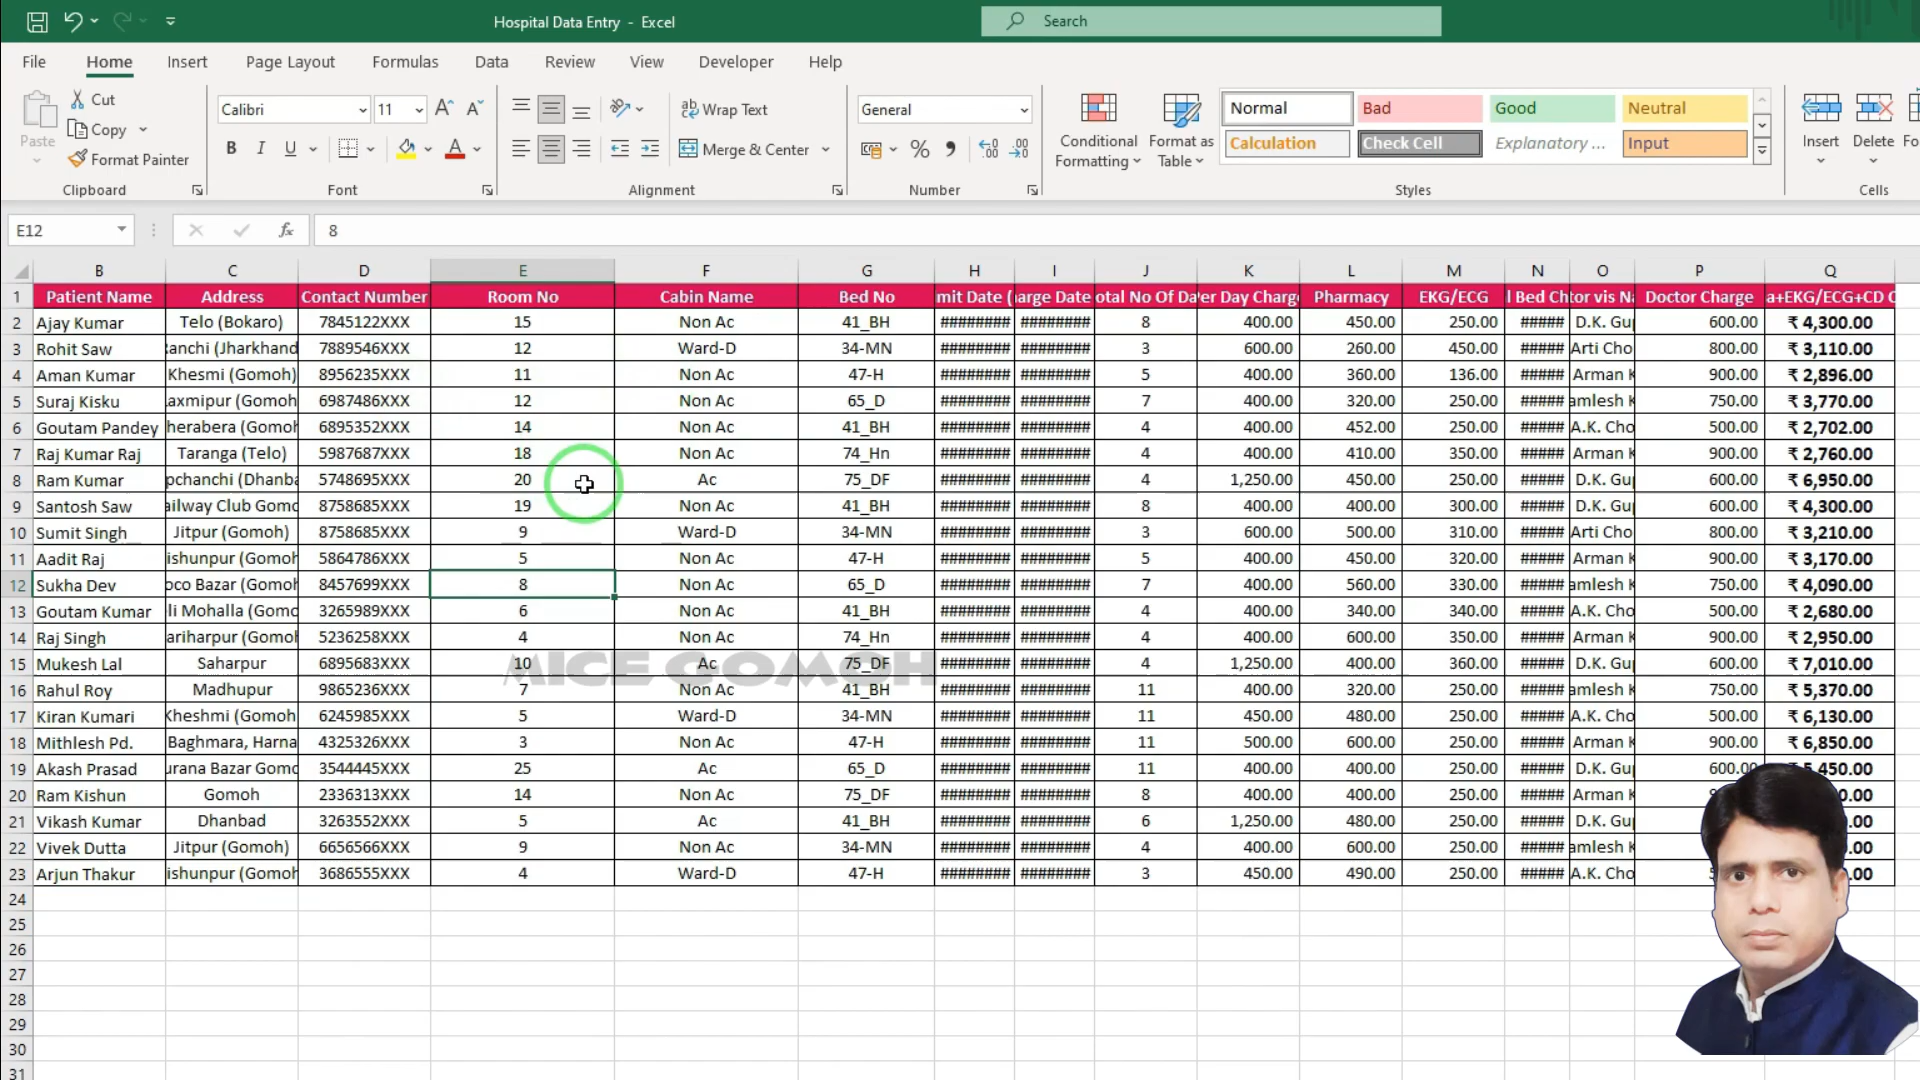 Hospital Data Entry - Excel
Search
File Home Insert Page Layout Formulas Data Review View Developer Help
Paste Cut Copy Format Painter Clipboard
Calibri 11 B I U A Font
Wrap Text Merge & Center Alignment
General % Number
Conditional Formatting Format as Table
Normal Bad Good Neutral
Calculation Check Cell Explanatory ... Input
Styles
Insert Delete Cells
E12 fx 8
B C D E F G H I J K L M N O P Q
1 Patient Name Address Contact Number Room No Cabin Name Bed No mit Date ( arge Date otal No Of Da er Day Charge Pharmacy EKG/ECG l Bed Ch tor vis Na Doctor Charge a+EKG/ECG+CD C
2 Ajay Kumar Telo (Bokaro) 7845122XXX 15 Non Ac 41_BH ######## ######## 8 400.00 450.00 250.00 ##### D.K. Gu 600.00 ₹ 4,300.00
3 Rohit Saw Ranchi (Jharkhand 7889546XXX 12 Ward-D 34-MN ######## ######## 3 600.00 260.00 450.00 ##### Arti Cho 800.00 ₹ 3,110.00
4 Aman Kumar Khesmi (Gomoh) 8956235XXX 11 Non Ac 47-H ######## ######## 5 400.00 360.00 136.00 ##### Arman K 900.00 ₹ 2,896.00
5 Suraj Kisku Laxmipur (Gomoh 6987486XXX 12 Non Ac 65_D ######## ######## 7 400.00 320.00 250.00 ##### amlesh K 750.00 ₹ 3,770.00
6 Goutam Pandey herabera (Gomoh 6895352XXX 14 Non Ac 41_BH ######## ######## 4 400.00 452.00 250.00 ##### A.K. Cho 500.00 ₹ 2,702.00
7 Raj Kumar Raj Taranga (Telo) 5987687XXX 18 Non Ac 74_Hn ######## ######## 4 400.00 410.00 350.00 ##### Arman K 900.00 ₹ 2,760.00
8 Ram Kumar pchanchi (Dhanba 5748695XXX 20 Ac 75_DF ######## ######## 4 1,250.00 450.00 250.00 ##### D.K. Gu 600.00 ₹ 6,950.00
9 Santosh Saw ailway Club Gomo 8758685XXX 19 Non Ac 41_BH ######## ######## 8 400.00 400.00 300.00 ##### D.K. Gu 600.00 ₹ 4,300.00
10 Sumit Singh Jitpur (Gomoh) 8758685XXX 9 Ward-D 34-MN ######## ######## 3 600.00 500.00 310.00 ##### Arti Cho 800.00 ₹ 3,210.00
11 Aadit Raj ishunpur (Gomoh 5864786XXX 5 Non Ac 47-H ######## ######## 5 400.00 450.00 320.00 ##### Arman K 900.00 ₹ 3,170.00
12 Sukha Dev oco Bazar (Gomoh 8457699XXX 8 Non Ac 65_D ######## ######## 7 400.00 560.00 330.00 ##### amlesh K 750.00 ₹ 4,090.00
13 Goutam Kumar li Mohalla (Gomo 3265989XXX 6 Non Ac 41_BH ######## ######## 4 400.00 340.00 340.00 ##### A.K. Cho 500.00 ₹ 2,680.00
14 Raj Singh ariharpur (Gomoh 5236258XXX 4 Non Ac 74_Hn ######## ######## 4 400.00 600.00 350.00 ##### Arman K 900.00 ₹ 2,950.00
15 Mukesh Lal Saharpur 6895683XXX 10 Ac 75_DF ######## ######## 4 1,250.00 400.00 360.00 ##### D.K. Gu 600.00 ₹ 7,010.00
MICE GOMOH
16 Rahul Roy Madhupur 9865236XXX 7 Non Ac 41_BH ######## ######## 11 400.00 320.00 250.00 ##### amlesh K 750.00 ₹ 5,370.00
17 Kiran Kumari Kheshmi (Gomoh 6245985XXX 5 Ward-D 34-MN ######## ######## 11 450.00 480.00 250.00 ##### A.K. Cho 500.00 ₹ 6,130.00
18 Mithlesh Pd. Baghmara, Harna 4325326XXX 3 Non Ac 47-H ######## ######## 11 500.00 600.00 250.00 ##### Arman K 900.00 ₹ 6,850.00
19 Akash Prasad urana Bazar Gomo 3544445XXX 25 Ac 65_D ######## ######## 11 400.00 400.00 250.00 ##### D.K. Gu 600.00 5,450.00
20 Ram Kishun Gomoh 2336313XXX 14 Non Ac 75_DF ######## ######## 8 400.00 400.00 250.00 ##### Arman K 0.00
21 Vikash Kumar Dhanbad 3263552XXX 5 Ac 41_BH ######## ######## 6 1,250.00 480.00 250.00 ##### D.K. Gu .00
22 Vivek Dutta Jitpur (Gomoh) 6656566XXX 9 Non Ac 34-MN ######## ######## 4 400.00 600.00 250.00 ##### amlesh K .00
23 Arjun Thakur ishunpur (Gomoh 3686555XXX 4 Ward-D 47-H ######## ######## 3 450.00 490.00 250.00 ##### A.K. Cho .00
24
25
26
27
28
29
30
31